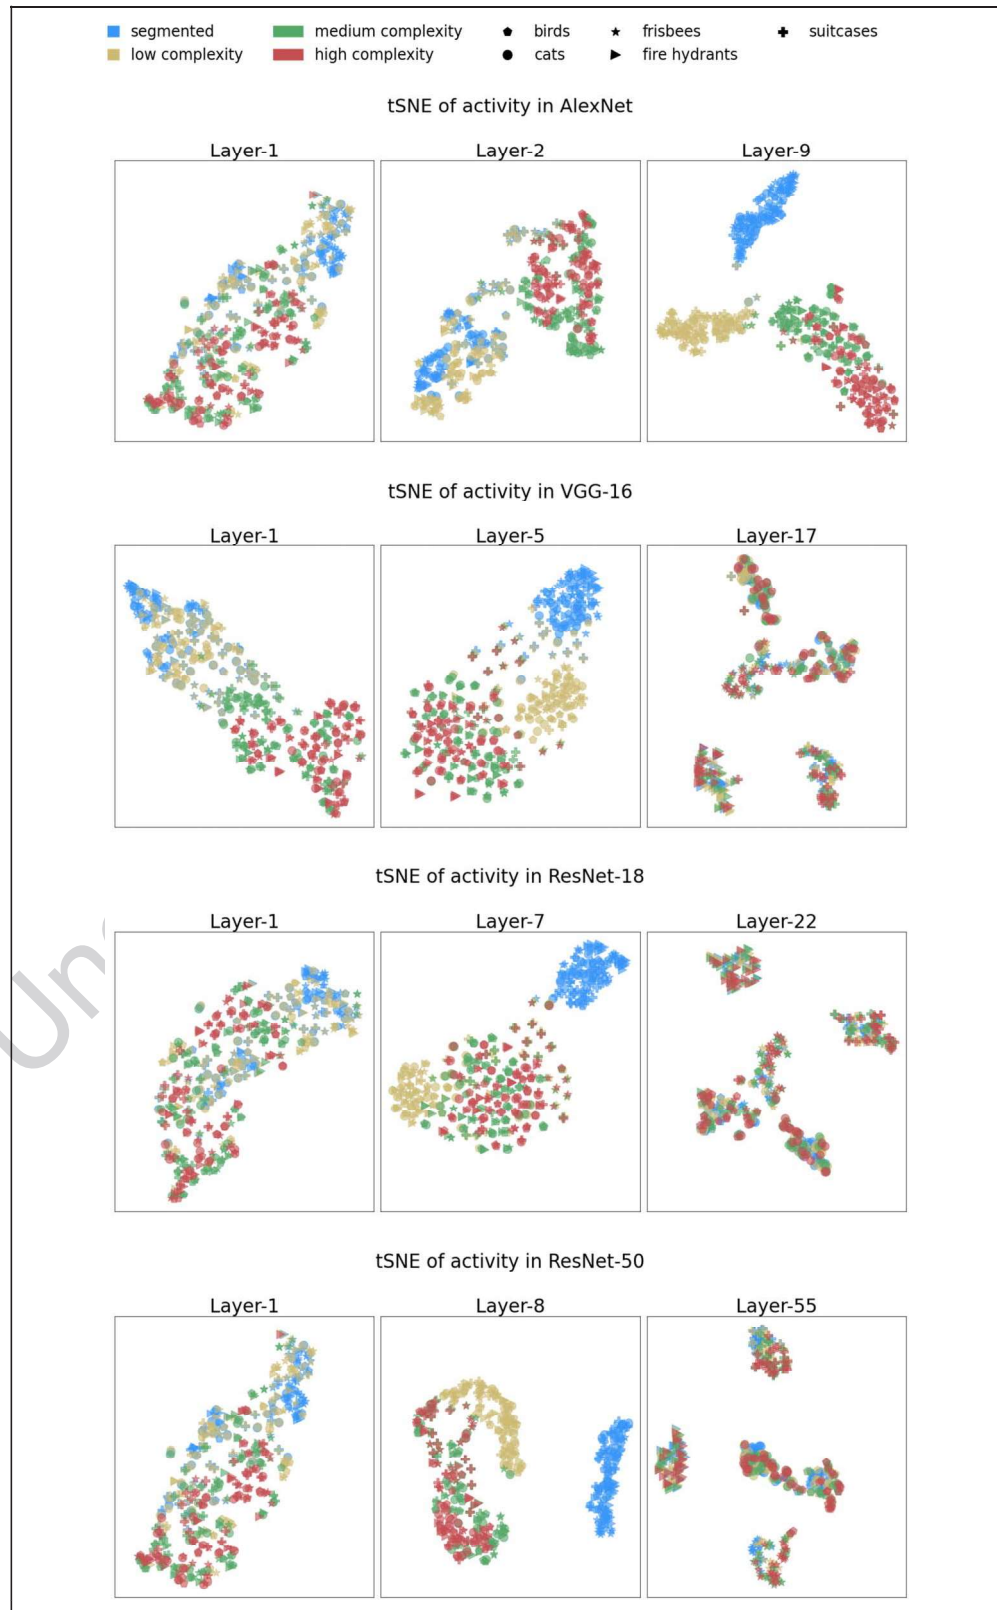 segmented medium complexity birds frisbees suitcases
low complexity high complexity cats fire hydrants
tSNE of activity in AlexNet
Layer-1 Layer-2 Layer-9
tSNE of activity in VGG-16
Layer-1 Layer-5 Layer-17
tSNE of activity in ResNet-18
Layer-1 Layer-7 Layer-22
Un
tSNE of activity in ResNet-50
Layer-1 Layer-8 Layer-55